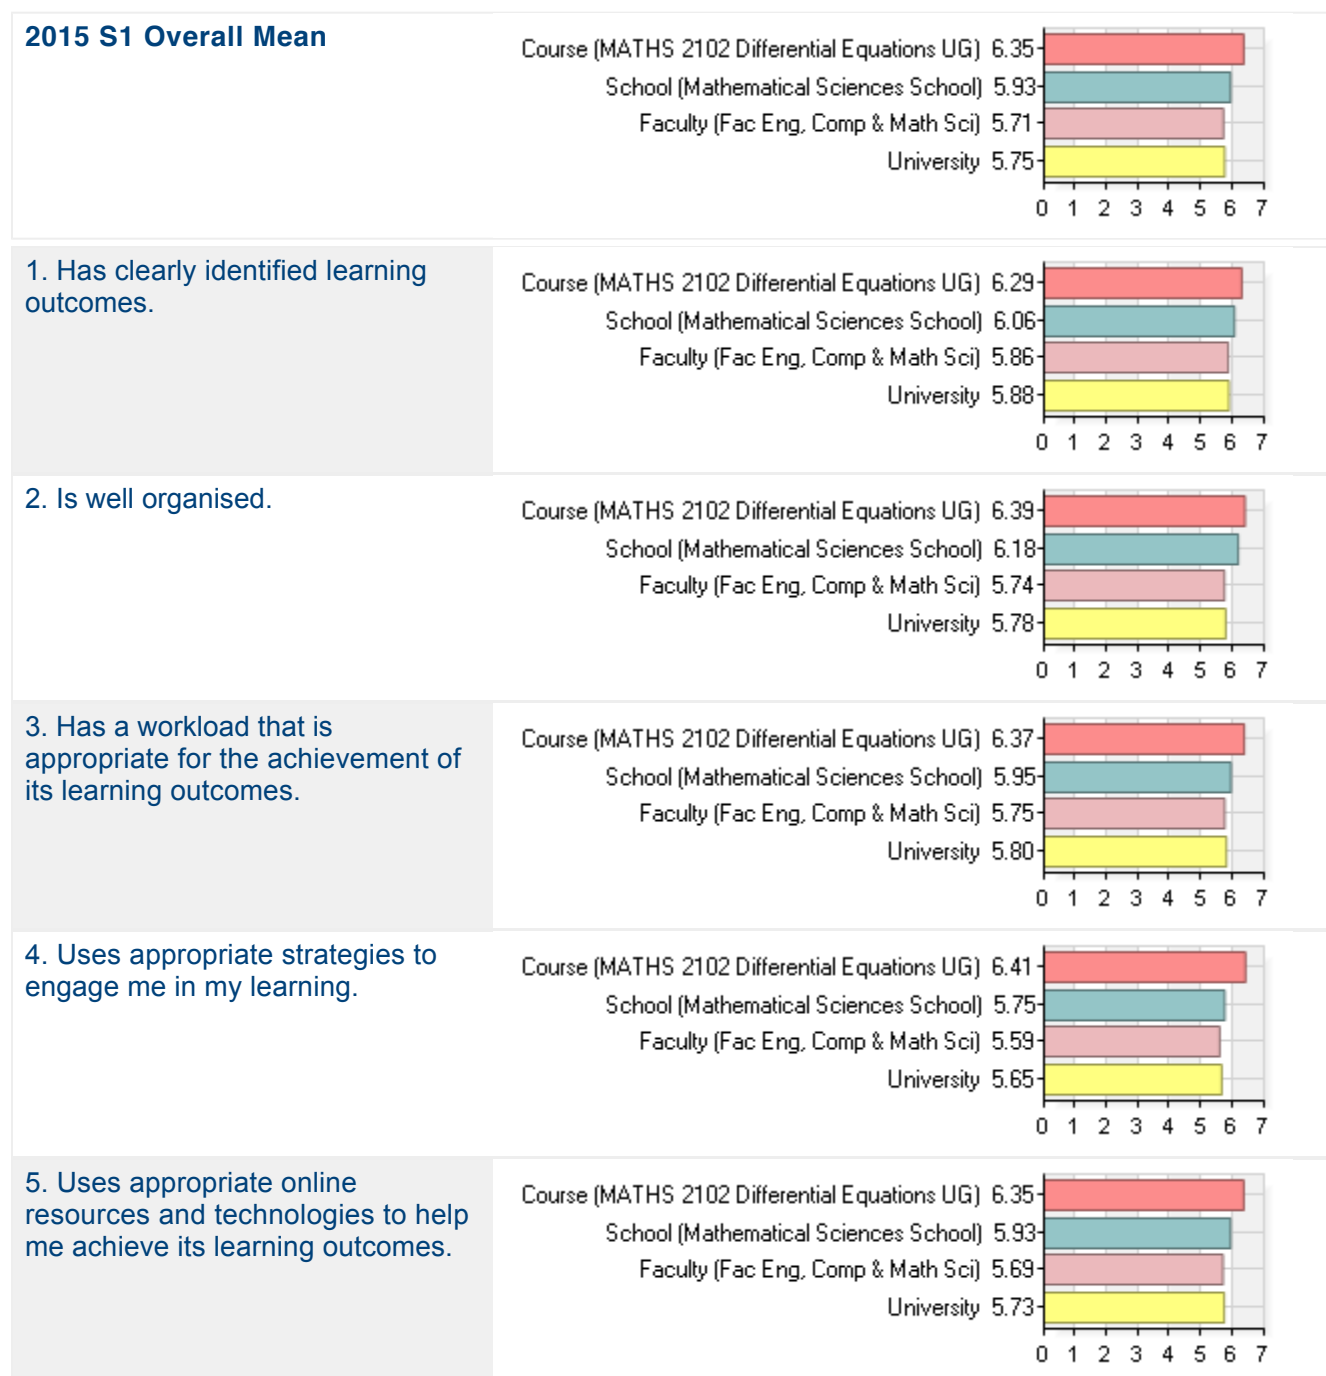 2015 S1 Overall Mean
Course (MATHS 2102 Differential Equations UG) 6.35
School (Mathematical Sciences School) 5.93
Faculty (Fac Eng, Comp & Math Sci) 5.71
University 5.75
0 1 2 3 4 5 6 7
1. Has clearly identified learning
outcomes.
Course (MATHS 2102 Differential Equations UG) 6.29
School (Mathematical Sciences School) 6.06
Faculty (Fac Eng, Comp & Math Sci) 5.86
University 5.88
0 1 2 3 4 5 6 7
2. Is well organised.
Course (MATHS 2102 Differential Equations UG) 6.39
School (Mathematical Sciences School) 6.18
Faculty (Fac Eng, Comp & Math Sci) 5.74
University 5.78
0 1 2 3 4 5 6 7
3. Has a workload that is
appropriate for the achievement of
its learning outcomes.
Course (MATHS 2102 Differential Equations UG) 6.37
School (Mathematical Sciences School) 5.95
Faculty (Fac Eng, Comp & Math Sci) 5.75
University 5.80
0 1 2 3 4 5 6 7
4. Uses appropriate strategies to
engage me in my learning.
Course (MATHS 2102 Differential Equations UG) 6.41
School (Mathematical Sciences School) 5.75
Faculty (Fac Eng, Comp & Math Sci) 5.59
University 5.65
0 1 2 3 4 5 6 7
5. Uses appropriate online
resources and technologies to help
me achieve its learning outcomes.
Course (MATHS 2102 Differential Equations UG) 6.35
School (Mathematical Sciences School) 5.93
Faculty (Fac Eng, Comp & Math Sci) 5.69
University 5.73
0 1 2 3 4 5 6 7